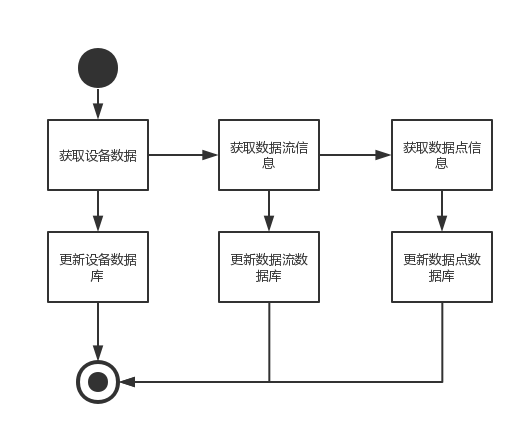 获取设备数据
获取数据流信
息
获取数据点信
息
更新设备数据
库
更新数据流数
据库
更新数据点数
据库